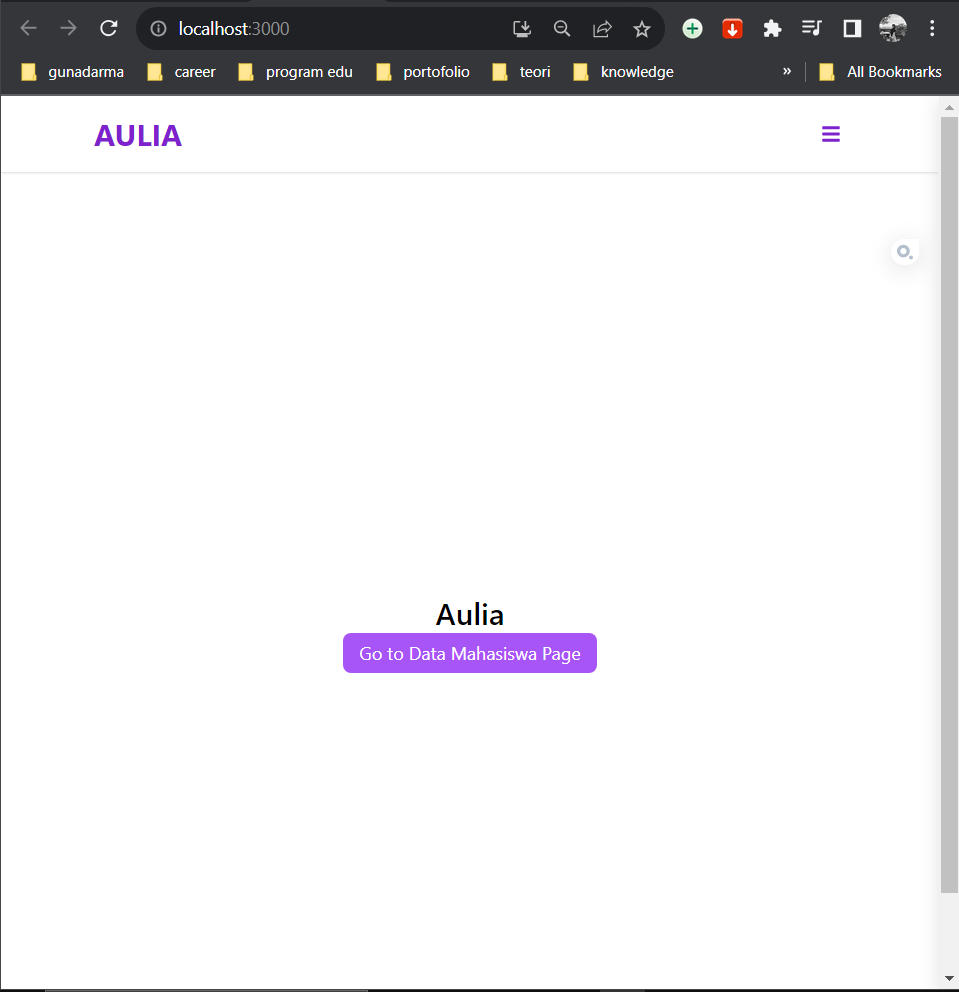 localhost:3000
gunadarma career program edu portofolio teori knowledge » All Bookmarks
AULIA
Aulia
Go to Data Mahasiswa Page